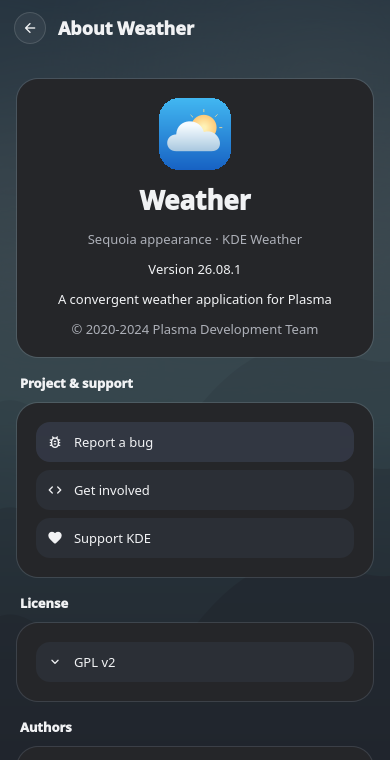 About Weather
Weather
Sequoia appearance · KDE Weather
Version 26.08.1
A convergent weather application for Plasma
© 2020-2024 Plasma Development Team
Project & support
Report a bug
Get involved
Support KDE
License
GPL v2
Authors